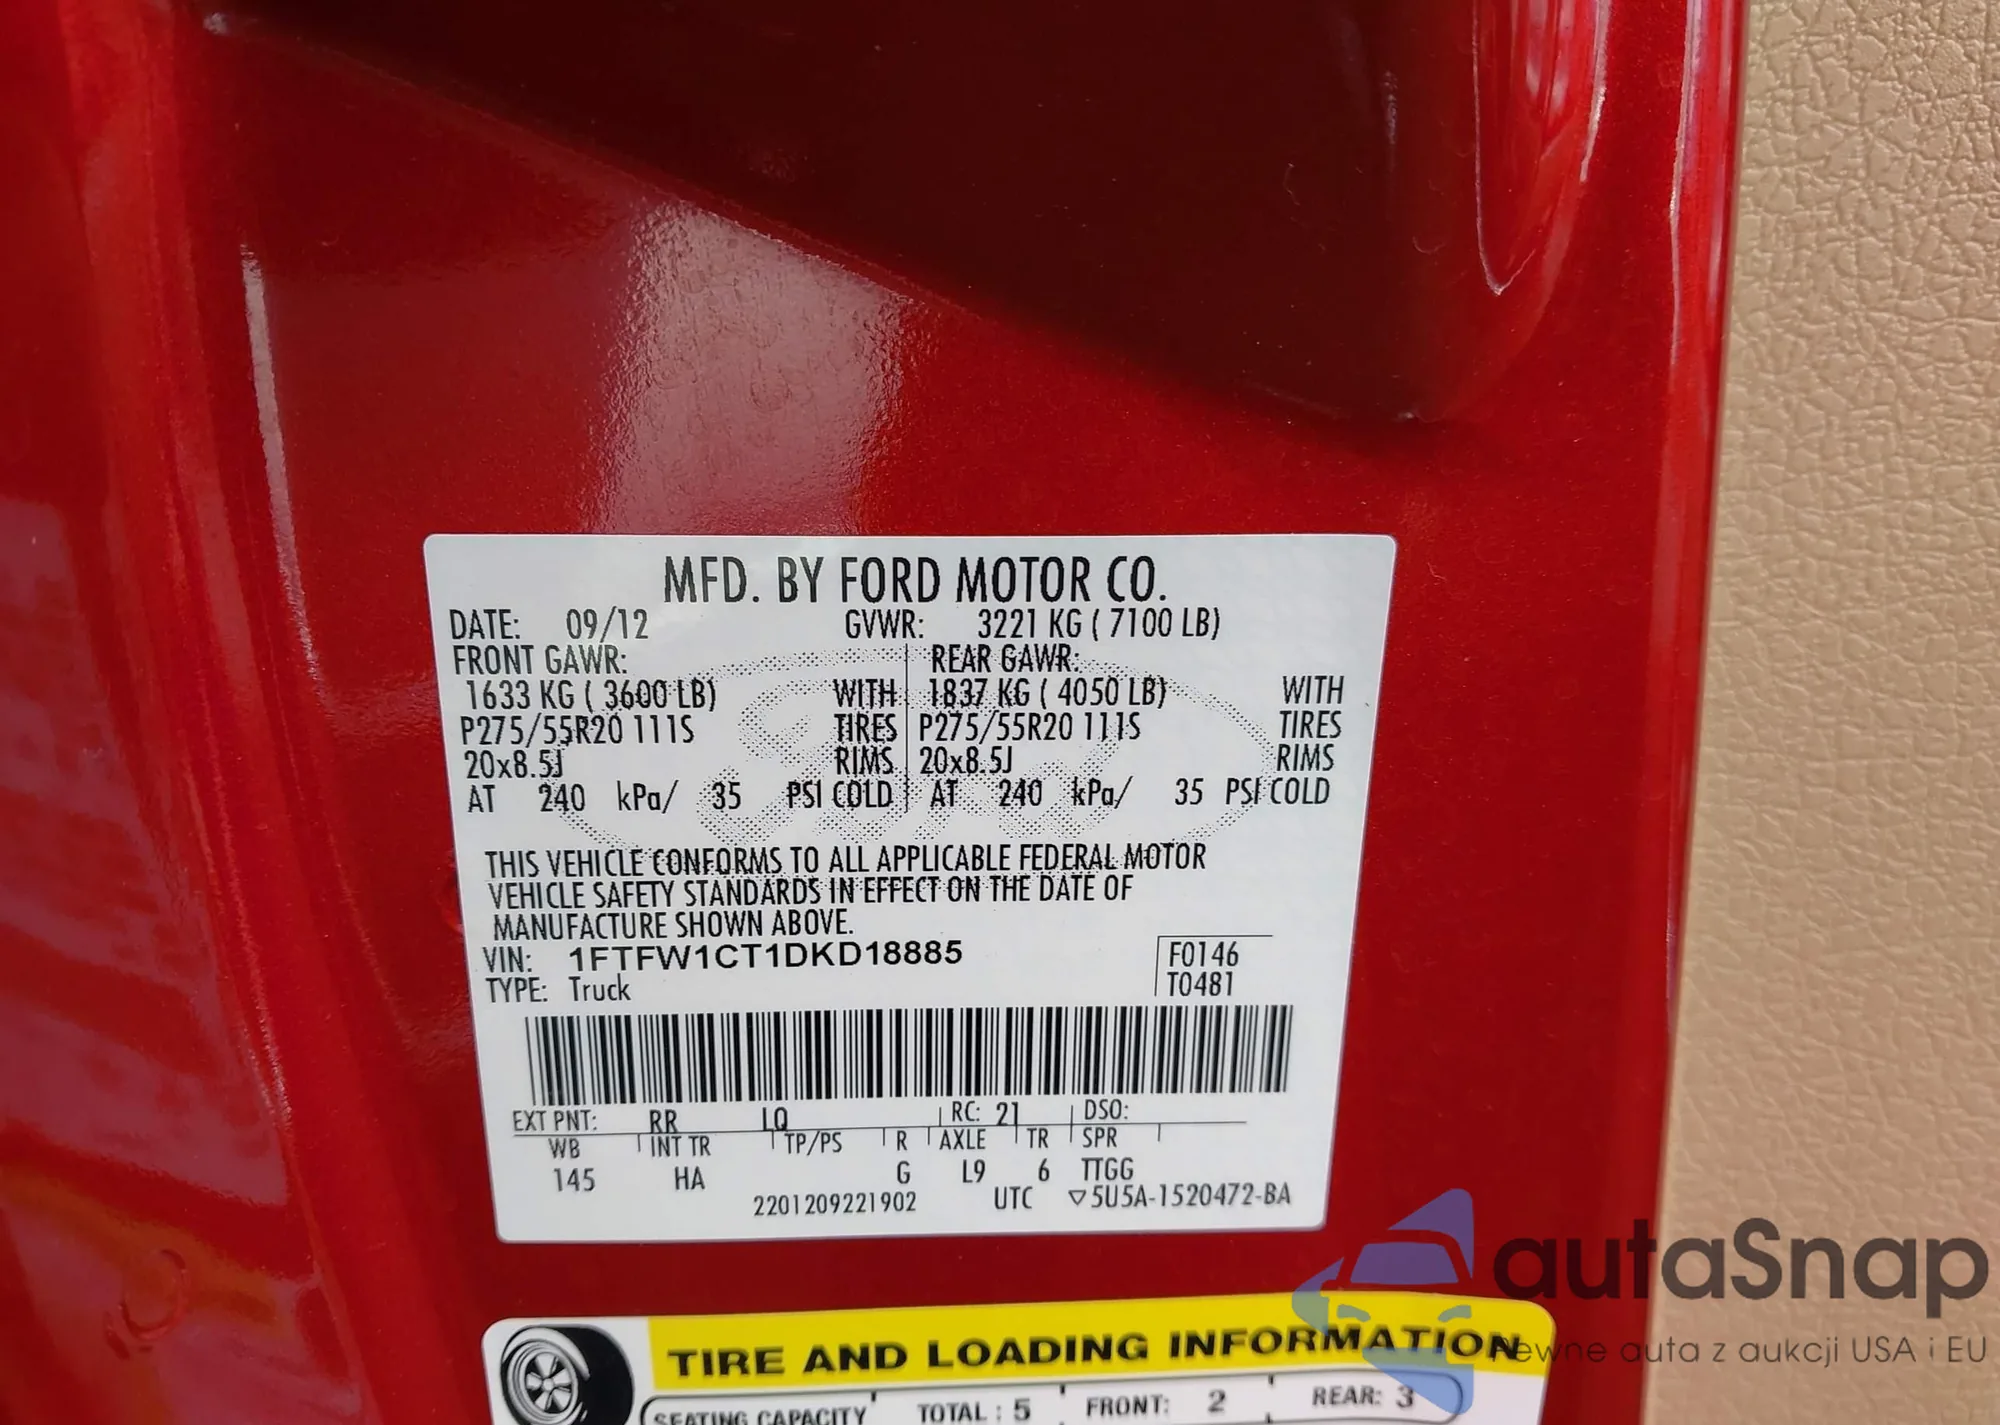 MFD. BY FORD MOTOR CO.
DATE: 09/12 GVWR: 3221 KG ( 7100 LB)
FRONT GAWR: REAR GAWR:
1633 KG ( 3600 LB) WITH 1837 KG ( 4050 LB) WITH
P275/55R20 111S TIRES P275/55R20 111S TIRES
20x8.5J RIMS 20x8.5J RIMS
AT 240 kPa/ 35 PSI COLD AT 240 kPa/ 35 PSI COLD
THIS VEHICLE CONFORMS TO ALL APPLICABLE FEDERAL MOTOR
VEHICLE SAFETY STANDARDS IN EFFECT ON THE DATE OF
MANUFACTURE SHOWN ABOVE.
VIN: 1FTFW1CT1DKD18885 F0146
TYPE: Truck T0481
EXT PNT: RR LQ RC: 21 DSO:
WB INT TR TP/PS R AXLE TR SPR
145 HA G L9 6 TTGG
2201209221902 UTC ▽5U5A-1520472-BA
TIRE AND LOADING INFORMATION
SEATING CAPACITY TOTAL : 5 FRONT: 2 REAR: 3
autaSnap
Pewne auta z aukcji USA i EU